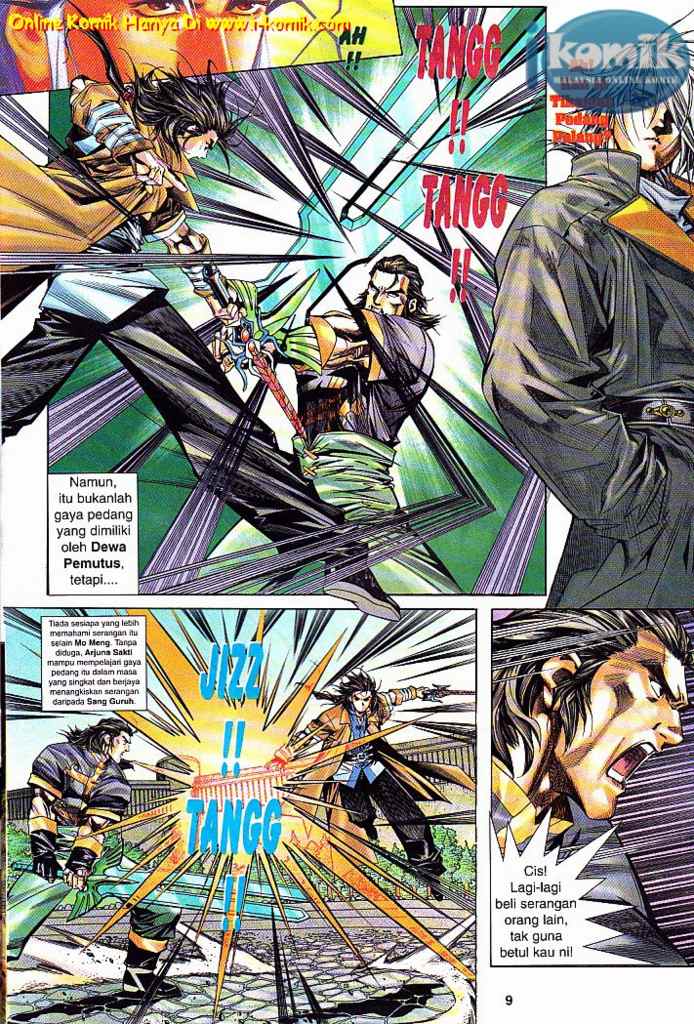 Online Komik Hanya Di www.i-komik.com
AH
!!
ikomik
MALAYSIA ONLINE KOMIK
TANGG
!!
TANGG
!!
Namun,
itu bukanlah
gaya pedang
yang dimiliki
oleh Dewa
Pemutus,
tetapi....
Tiada sesiapa yang lebih
memahami serangan itu
selain Mo Meng. Tanpa
diduga, Arjuna Sakti
mampu mempelajari gaya
pedang itu dalam masa
yang singkat dan berjaya
menangkiskan serangan
daripada Sang Guruh.
JIZZ
!!
TANGG
!!
Cis!
Lagi-lagi
beli serangan
orang lain,
tak guna
betul kau ni!
9